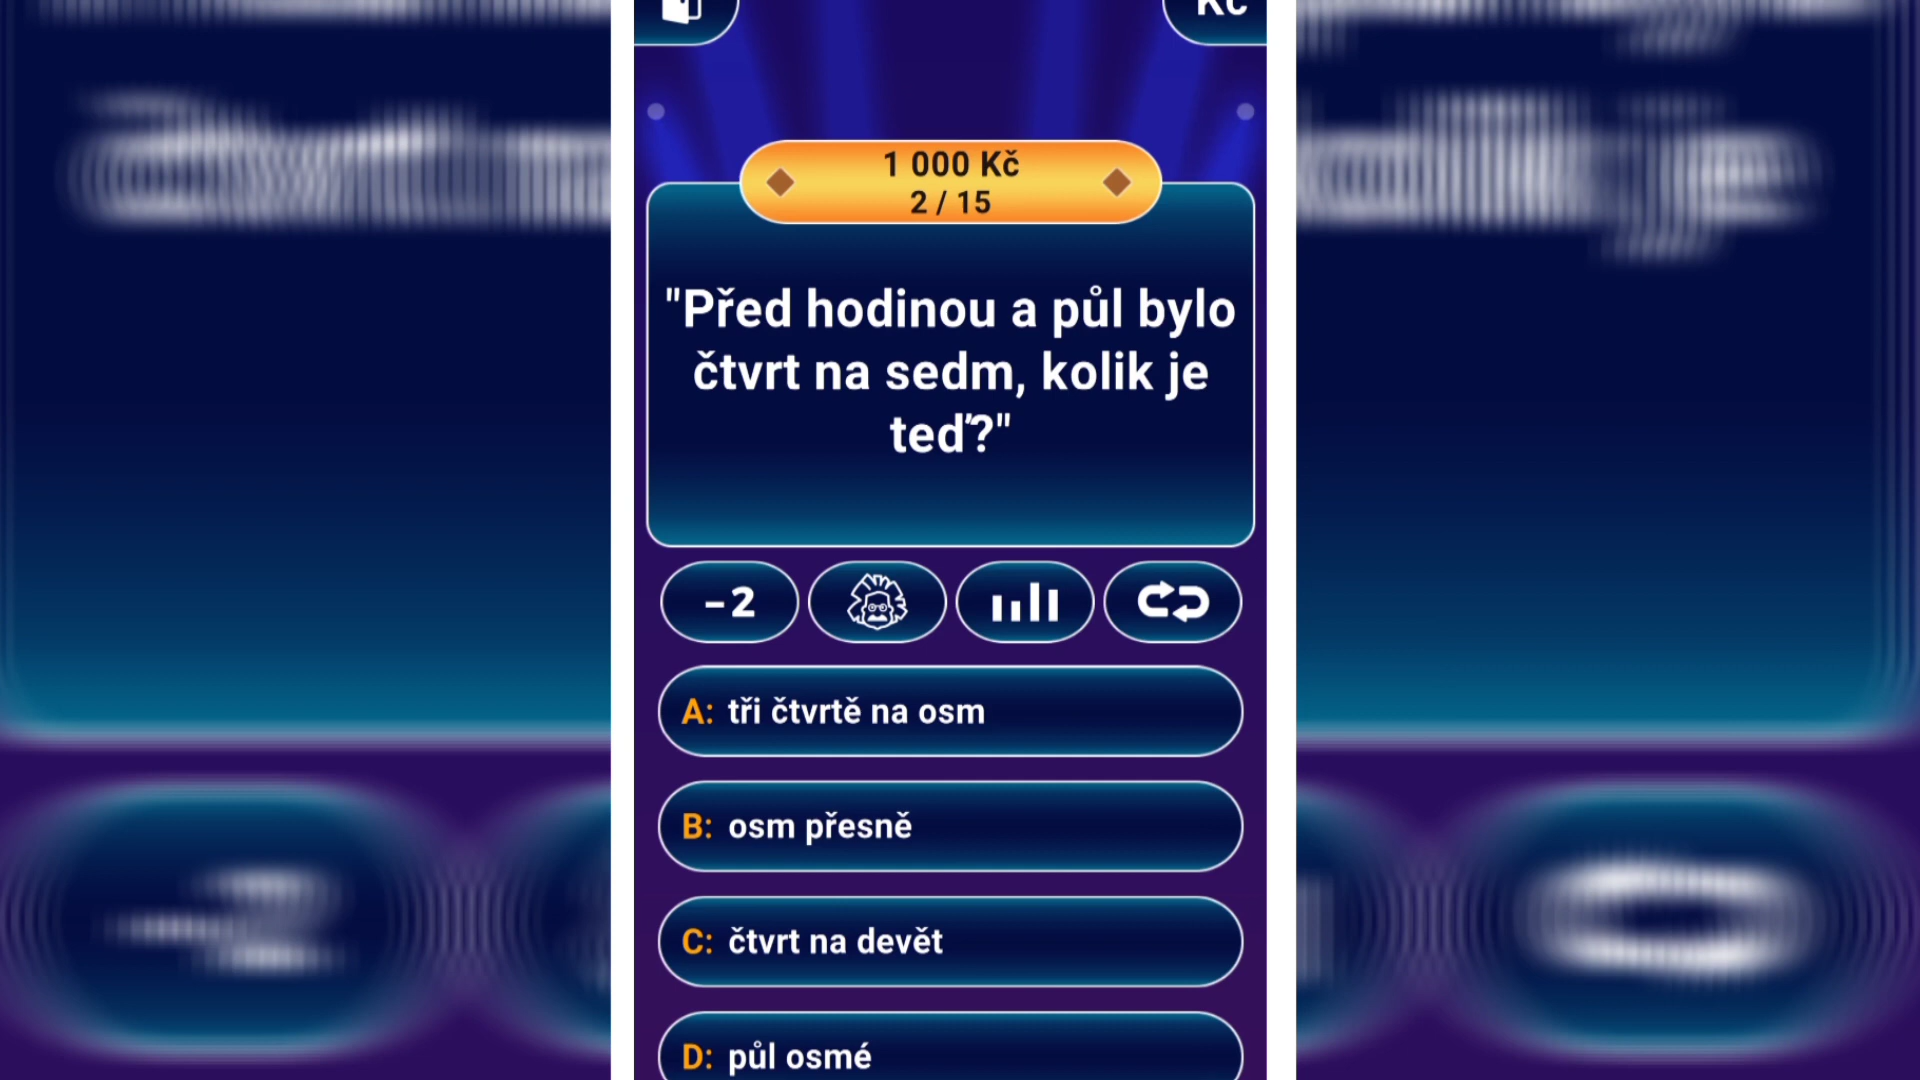 Kč
1 000 Kč
2 / 15
"Před hodinou a půl bylo
čtvrt na sedm, kolik je
teď?"
-2
A: tři čtvrtě na osm
B: osm přesně
C: čtvrt na devět
D: půl osmé